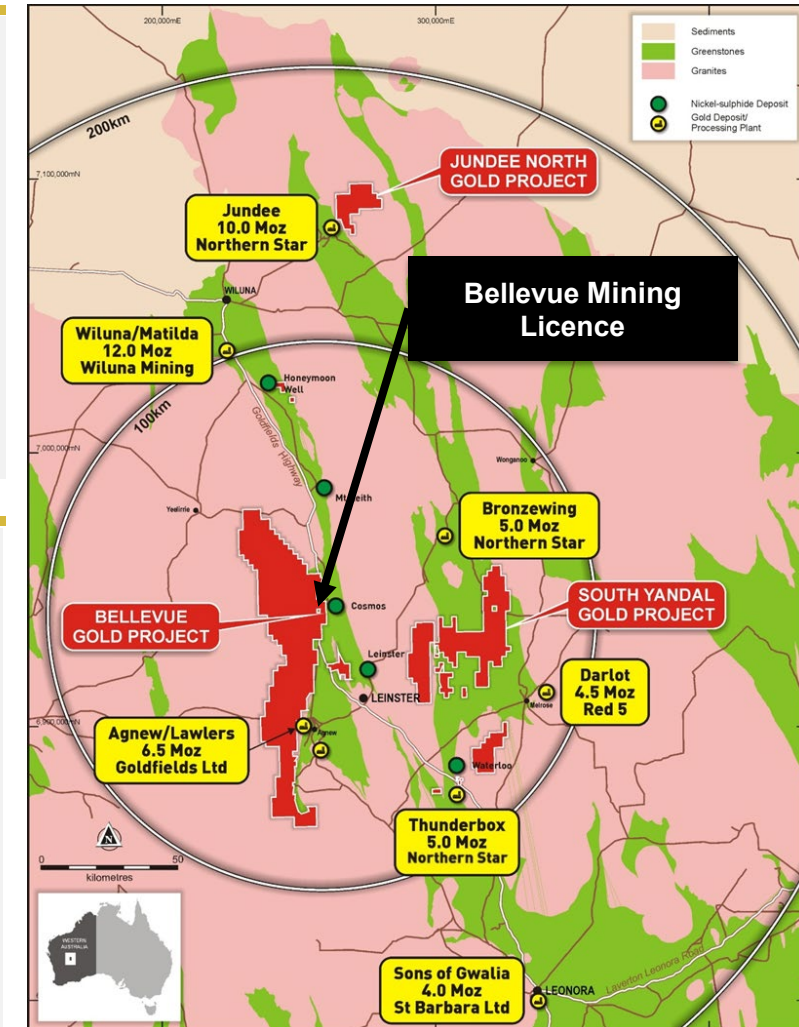 200,000mE
300,000mE
Sediments
Greenstones
Granites
Nickel-sulphide Deposit
Gold Deposit/
Processing Plant
200km
7,100,000mN
JUNDEE NORTH
GOLD PROJECT
Jundee
10.0 Moz
Northern Star
Bellevue Mining
Licence
WILUNA
Wiluna/Matilda
12.0 Moz
Wiluna Mining
100km
Honeymoon
Well
Goldfields Highway
7,000,000mN
Wonganoo
Yeelirrie
Bronzewing
5.0 Moz
Northern Star
BELLEVUE
GOLD PROJECT
Cosmos
SOUTH YANDAL
GOLD PROJECT
Leinster
LEINSTER
Darlot
4.5 Moz
Red 5
Melrose
Agnew/Lawlers
6.5 Moz
Goldfields Ltd
Agnew
Waterloo
Thunderbox
5.0 Moz
Northern Star
N
0
50
kilometres
WESTERN
AUSTRALIA
Sons of Gwalia
4.0 Moz
St Barbara Ltd
LEONORA
Laverton Leonora Road